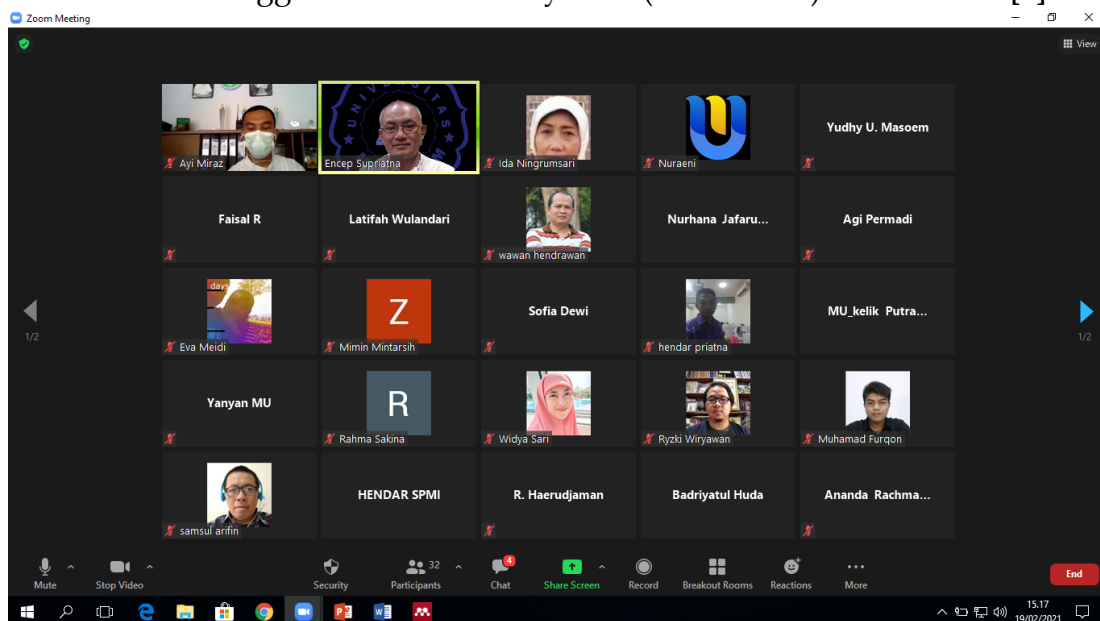 Zoom Meeting
View
Ayi Miraz
UNIVERSITAS
Encep Supriatna
Ida Ningrumsari
Nuraeni
Yudhy U. Masoem
Faisal R
Latifah Wulandari
wawan hendrawan
Nurhana Jafaru...
Agi Permadi
days
Eva Meidi
Z
Mimin Mintarsih
Sofia Dewi
hendar priatna
MU_kelik Putra...
1/2
1/2
Yanyan MU
R
Rahma Sakina
Widya Sari
Ryzki Wiryawan
Muhamad Furqon
samsul arifin
HENDAR SPMI
R. Haerudjaman
Badriyatul Huda
Ananda Rachma...
Mute
Stop Video
Security
32
Participants
4
Chat
Share Screen
Record
Breakout Rooms
Reactions
More
End
15.17
19/02/2021